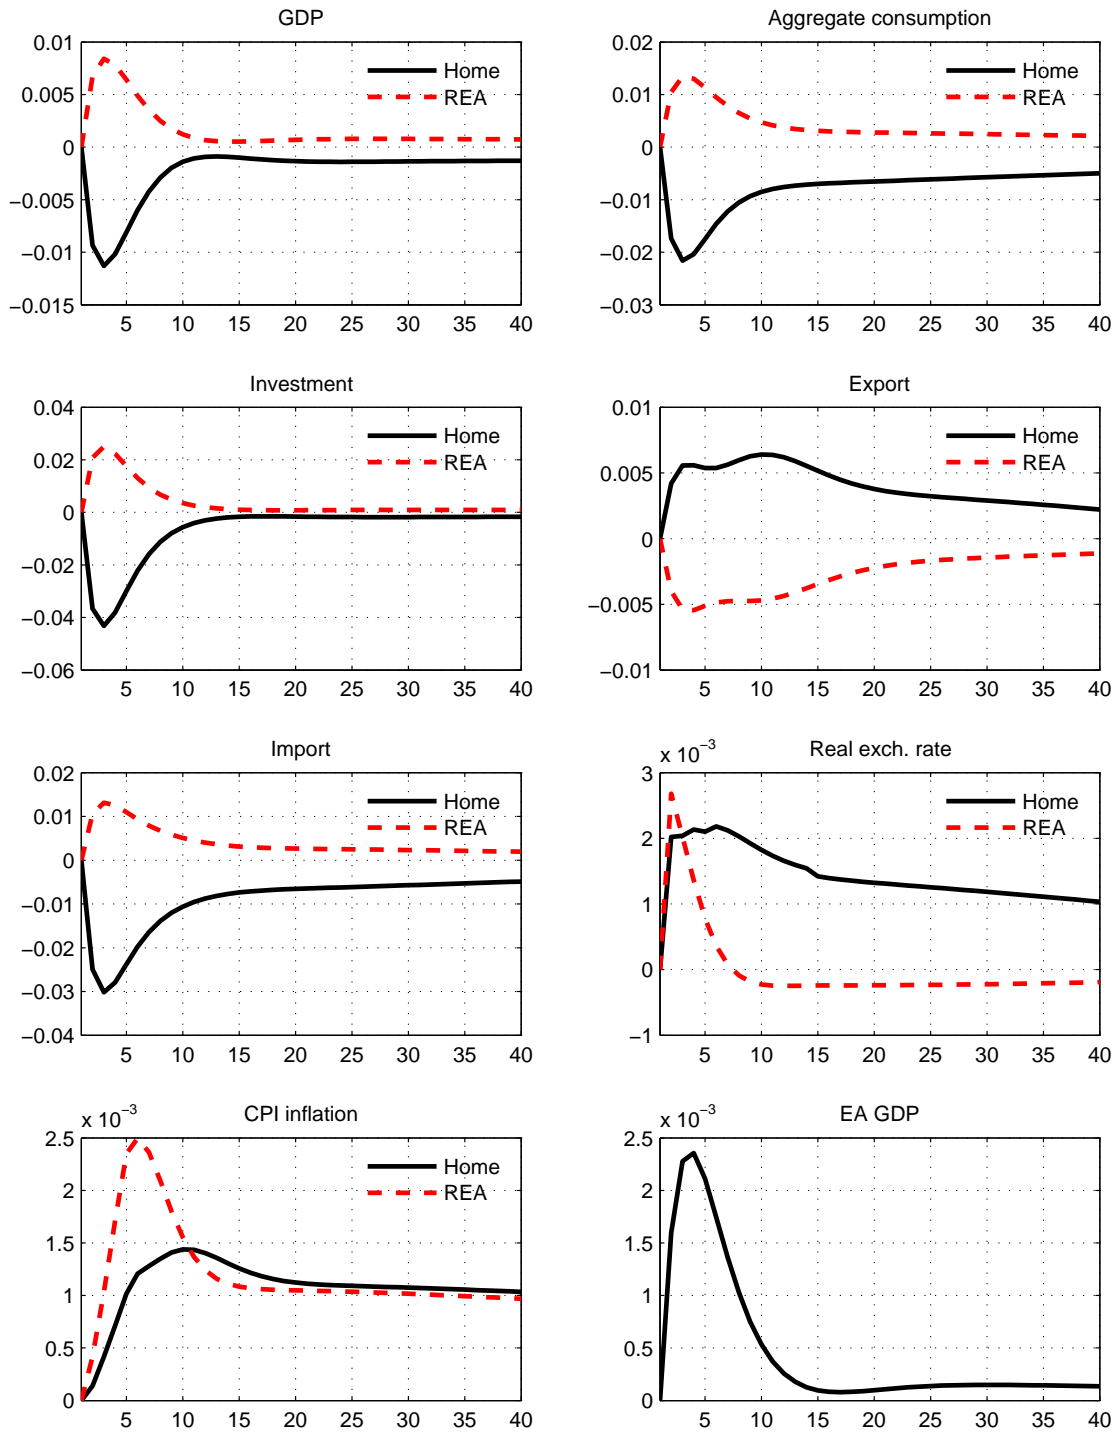 GDP
0.01
0.005
0
−0.005
−0.01
−0.015
5 10 15 20 25 30 35 40
Home
REA
Aggregate consumption
0.02
0.01
0
−0.01
−0.02
−0.03
5 10 15 20 25 30 35 40
Home
REA
Investment
0.04
0.02
0
−0.02
−0.04
−0.06
5 10 15 20 25 30 35 40
Home
REA
Export
0.01
0.005
0
−0.005
−0.01
5 10 15 20 25 30 35 40
Home
REA
Import
0.02
0.01
0
−0.01
−0.02
−0.03
−0.04
5 10 15 20 25 30 35 40
Home
REA
x 10⁻³
Real exch. rate
3
2
1
0
−1
5 10 15 20 25 30 35 40
Home
REA
x 10⁻³
CPI inflation
2.5
2
1.5
1
0.5
0
5 10 15 20 25 30 35 40
Home
REA
x 10⁻³
EA GDP
2.5
2
1.5
1
0.5
0
5 10 15 20 25 30 35 40